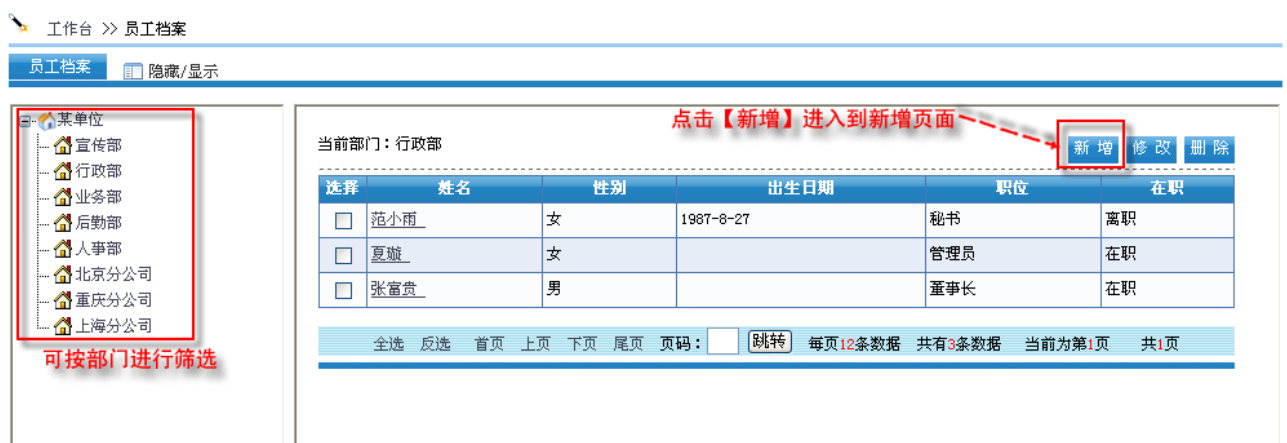 工作台 >> 员工档案
员工档案 隐藏/显示
某单位
宣传部
行政部
业务部
后勤部
人事部
北京分公司
重庆分公司
上海分公司
可按部门进行筛选
点击【新增】进入到新增页面
当前部门：行政部
新 增 修 改 删 除
选择 姓名 性别 出生日期 职位 在职
范小雨 女 1987-8-27 秘书 离职
夏璇 女 管理员 在职
张富贵 男 董事长 在职
全选 反选 首页 上页 下页 尾页 页码： 跳转 每页12条数据 共有3条数据 当前为第1页 共1页